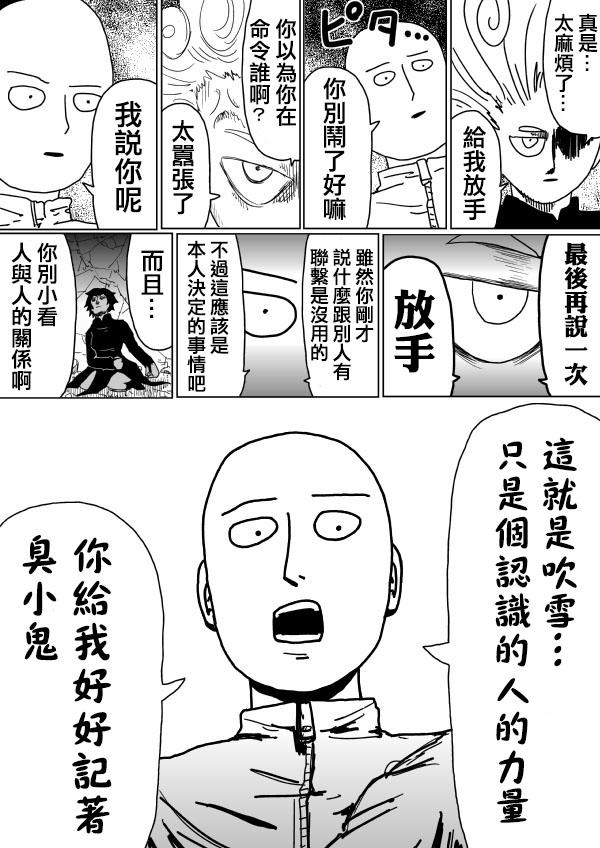 真是…
太麻煩了…
給我放手
ピタ…
你別鬧了好嘛
你以為你在
命令誰啊？
太囂張了
我說你呢
最後再說一次
放手
雖然你剛才
說什麼跟別人有
聯繫是沒用的
不過這應該是
本人決定的事情吧
而且…
你別小看
人與人的關係啊
這就是吹雪…
只是個認識的人的力量
你給我好好記著
臭小鬼